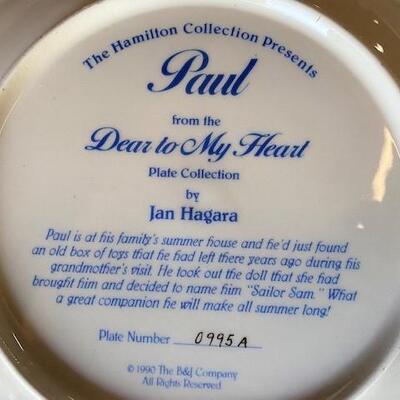 The Hamilton Collection Presents
Paul
from the
Dear to My Heart
Plate Collection
by
Jan Hagara
Paul is at his family's summer house and he'd just found
an old box of toys that he had left there years ago during his
grandmother's visit. He took out the doll that she had
brought him and decided to name him "Sailor Sam." What
a great companion he will make all summer long!
Plate Number 0995A
© 1990 The B&J Company
All Rights Reserved